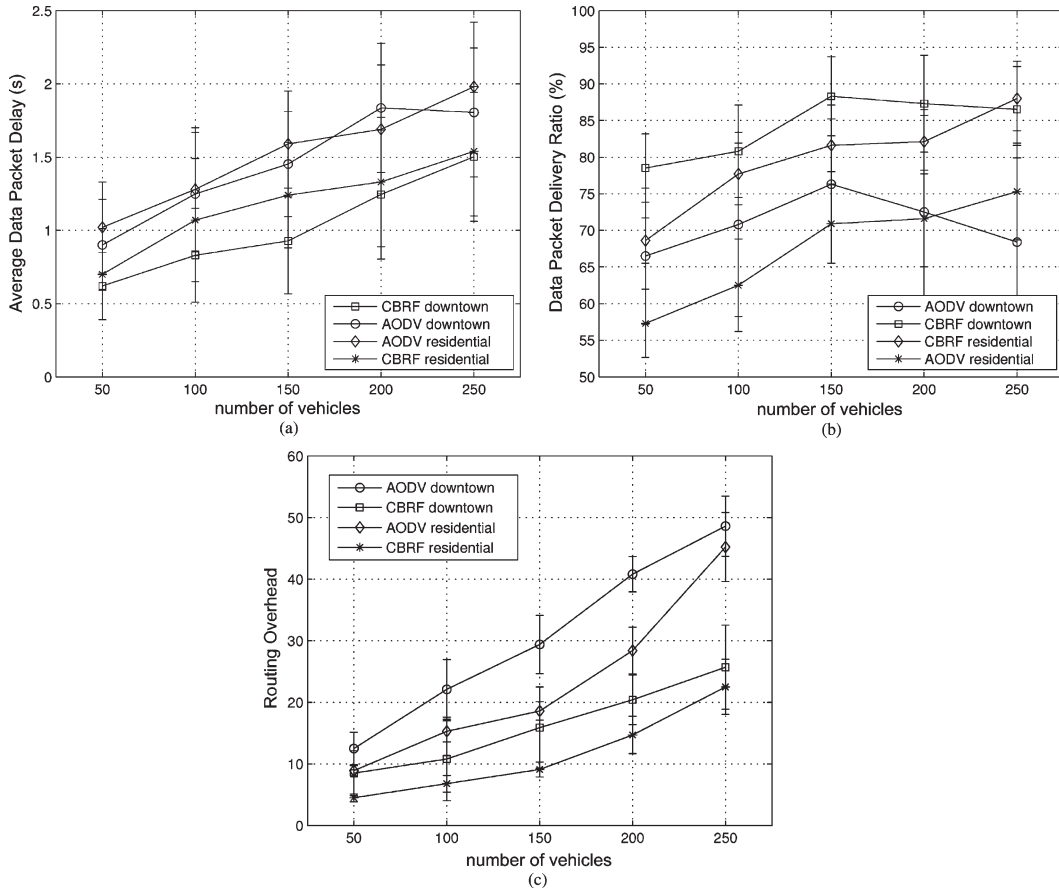 2.5
2
1.5
1
0.5
0
Average Data Packet Delay (s)
CBRF downtown
AODV downtown
AODV residential
CBRF residential
50 100 150 200 250
number of vehicles
(a)
100
95
90
85
80
75
70
65
60
55
50
Data Packet Delivery Ratio (%)
AODV downtown
CBRF downtown
CBRF residential
AODV residential
50 100 150 200 250
number of vehicles
(b)
60
50
40
30
20
10
0
Routing Overhead
AODV downtown
CBRF downtown
AODV residential
CBRF residential
50 100 150 200 250
number of vehicles
(c)